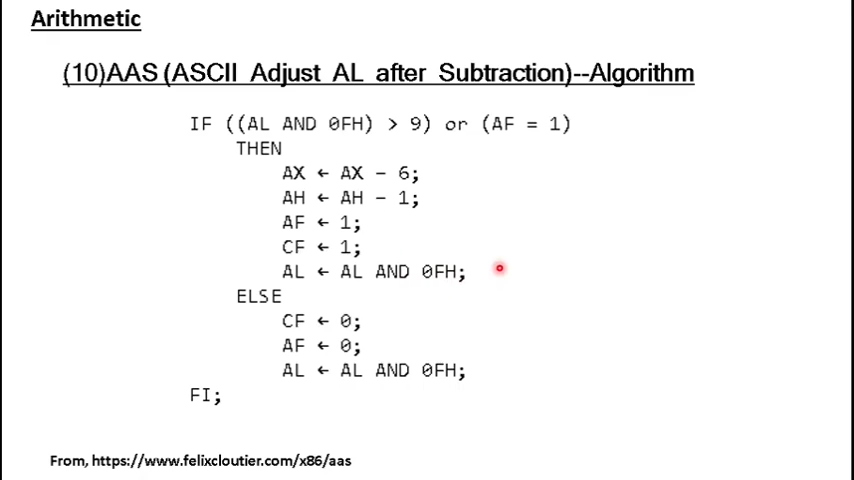 Arithmetic
(10)AAS (ASCII Adjust AL after Subtraction)--Algorithm
IF ((AL AND 0FH) > 9) or (AF = 1)
THEN
AX ← AX – 6;
AH ← AH – 1;
AF ← 1;
CF ← 1;
AL ← AL AND 0FH;
ELSE
CF ← 0;
AF ← 0;
AL ← AL AND 0FH;
FI;
From, https://www.felixcloutier.com/x86/aas